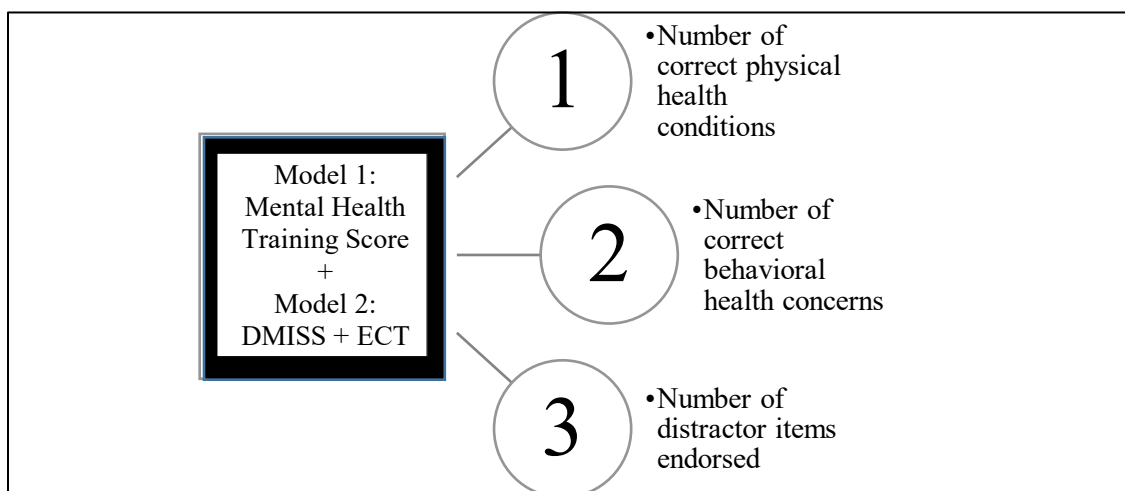 Model 1:
Mental Health
Training Score
+
Model 2:
DMISS + ECT
1
•Number of
correct physical
health
conditions
2
•Number of
correct
behavioral
health concerns
3
•Number of
distractor items
endorsed